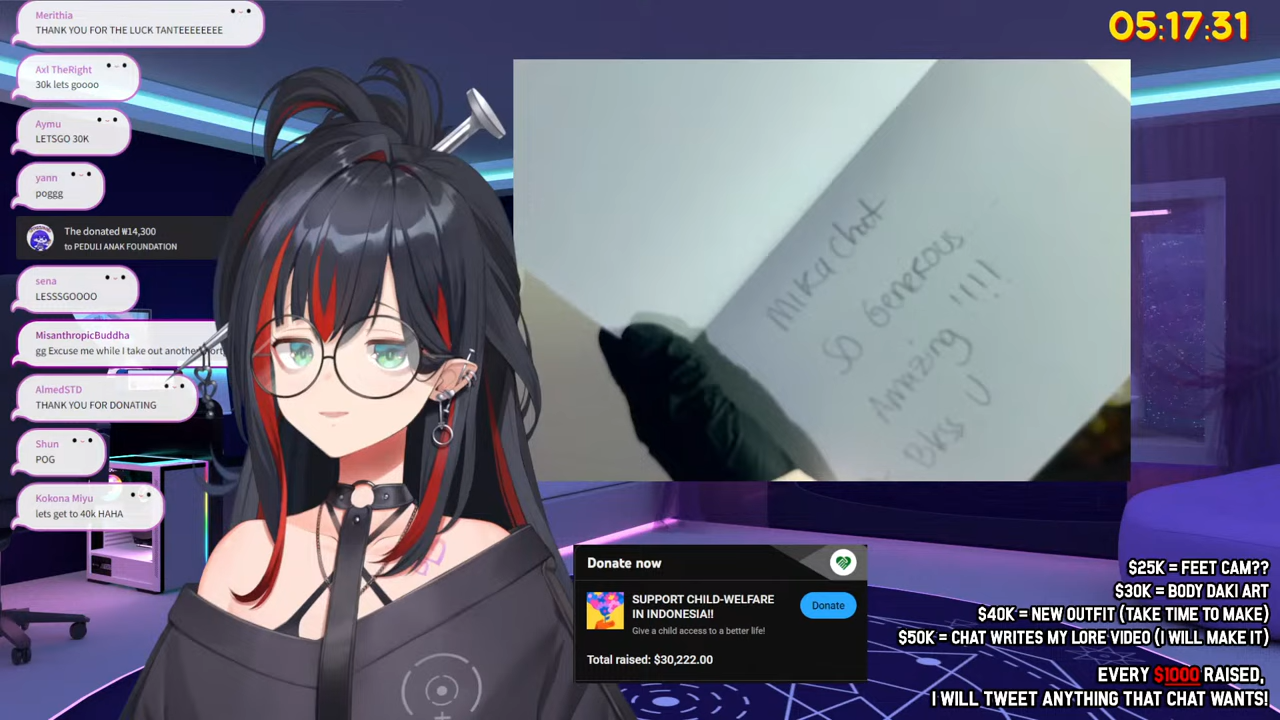 Merithia
THANK YOU FOR THE LUCK TANTEEEEEEEE
Axl TheRight
30k lets goooo
Aymu
LETSGO 30K
yann
poggg
The donated ₩14,300
to PEDULI ANAK FOUNDATION
sena
LESSSGOOOO
MisanthropicBuddha
gg Excuse me while I take out another
AlmedSTD
THANK YOU FOR DONATING
Shun
POG
Kokona Miyu
lets get to 40k HAHA
05:17:31
MIKA Chat
SO Generous
Amazing !!!!
Bless U
Donate now
SUPPORT CHILD-WELFARE
IN INDONESIA!!
Give a child access to a better life!
Donate
Total raised: $30,222.00
$25K = FEET CAM??
$30K = BODY DAKI ART
$40K = NEW OUTFIT (TAKE TIME TO MAKE)
$50K = CHAT WRITES MY LORE VIDEO (I WILL MAKE IT)
EVERY $1000 RAISED,
I WILL TWEET ANYTHING THAT CHAT WANTS!